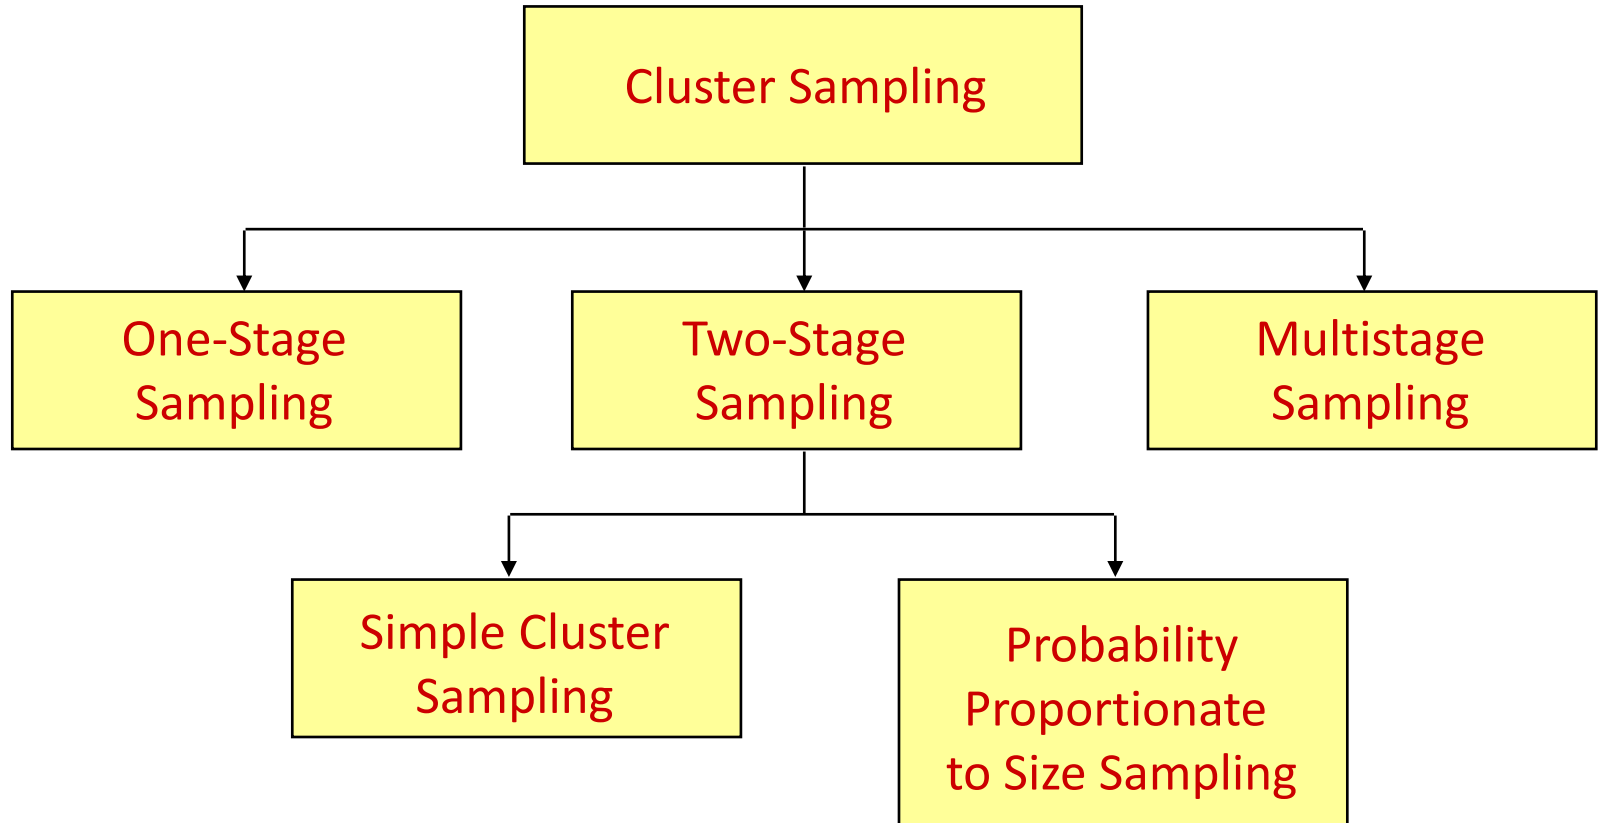 Cluster Sampling
One-Stage
Sampling
Two-Stage
Sampling
Multistage
Sampling
Simple Cluster
Sampling
Probability
Proportionate
to Size Sampling